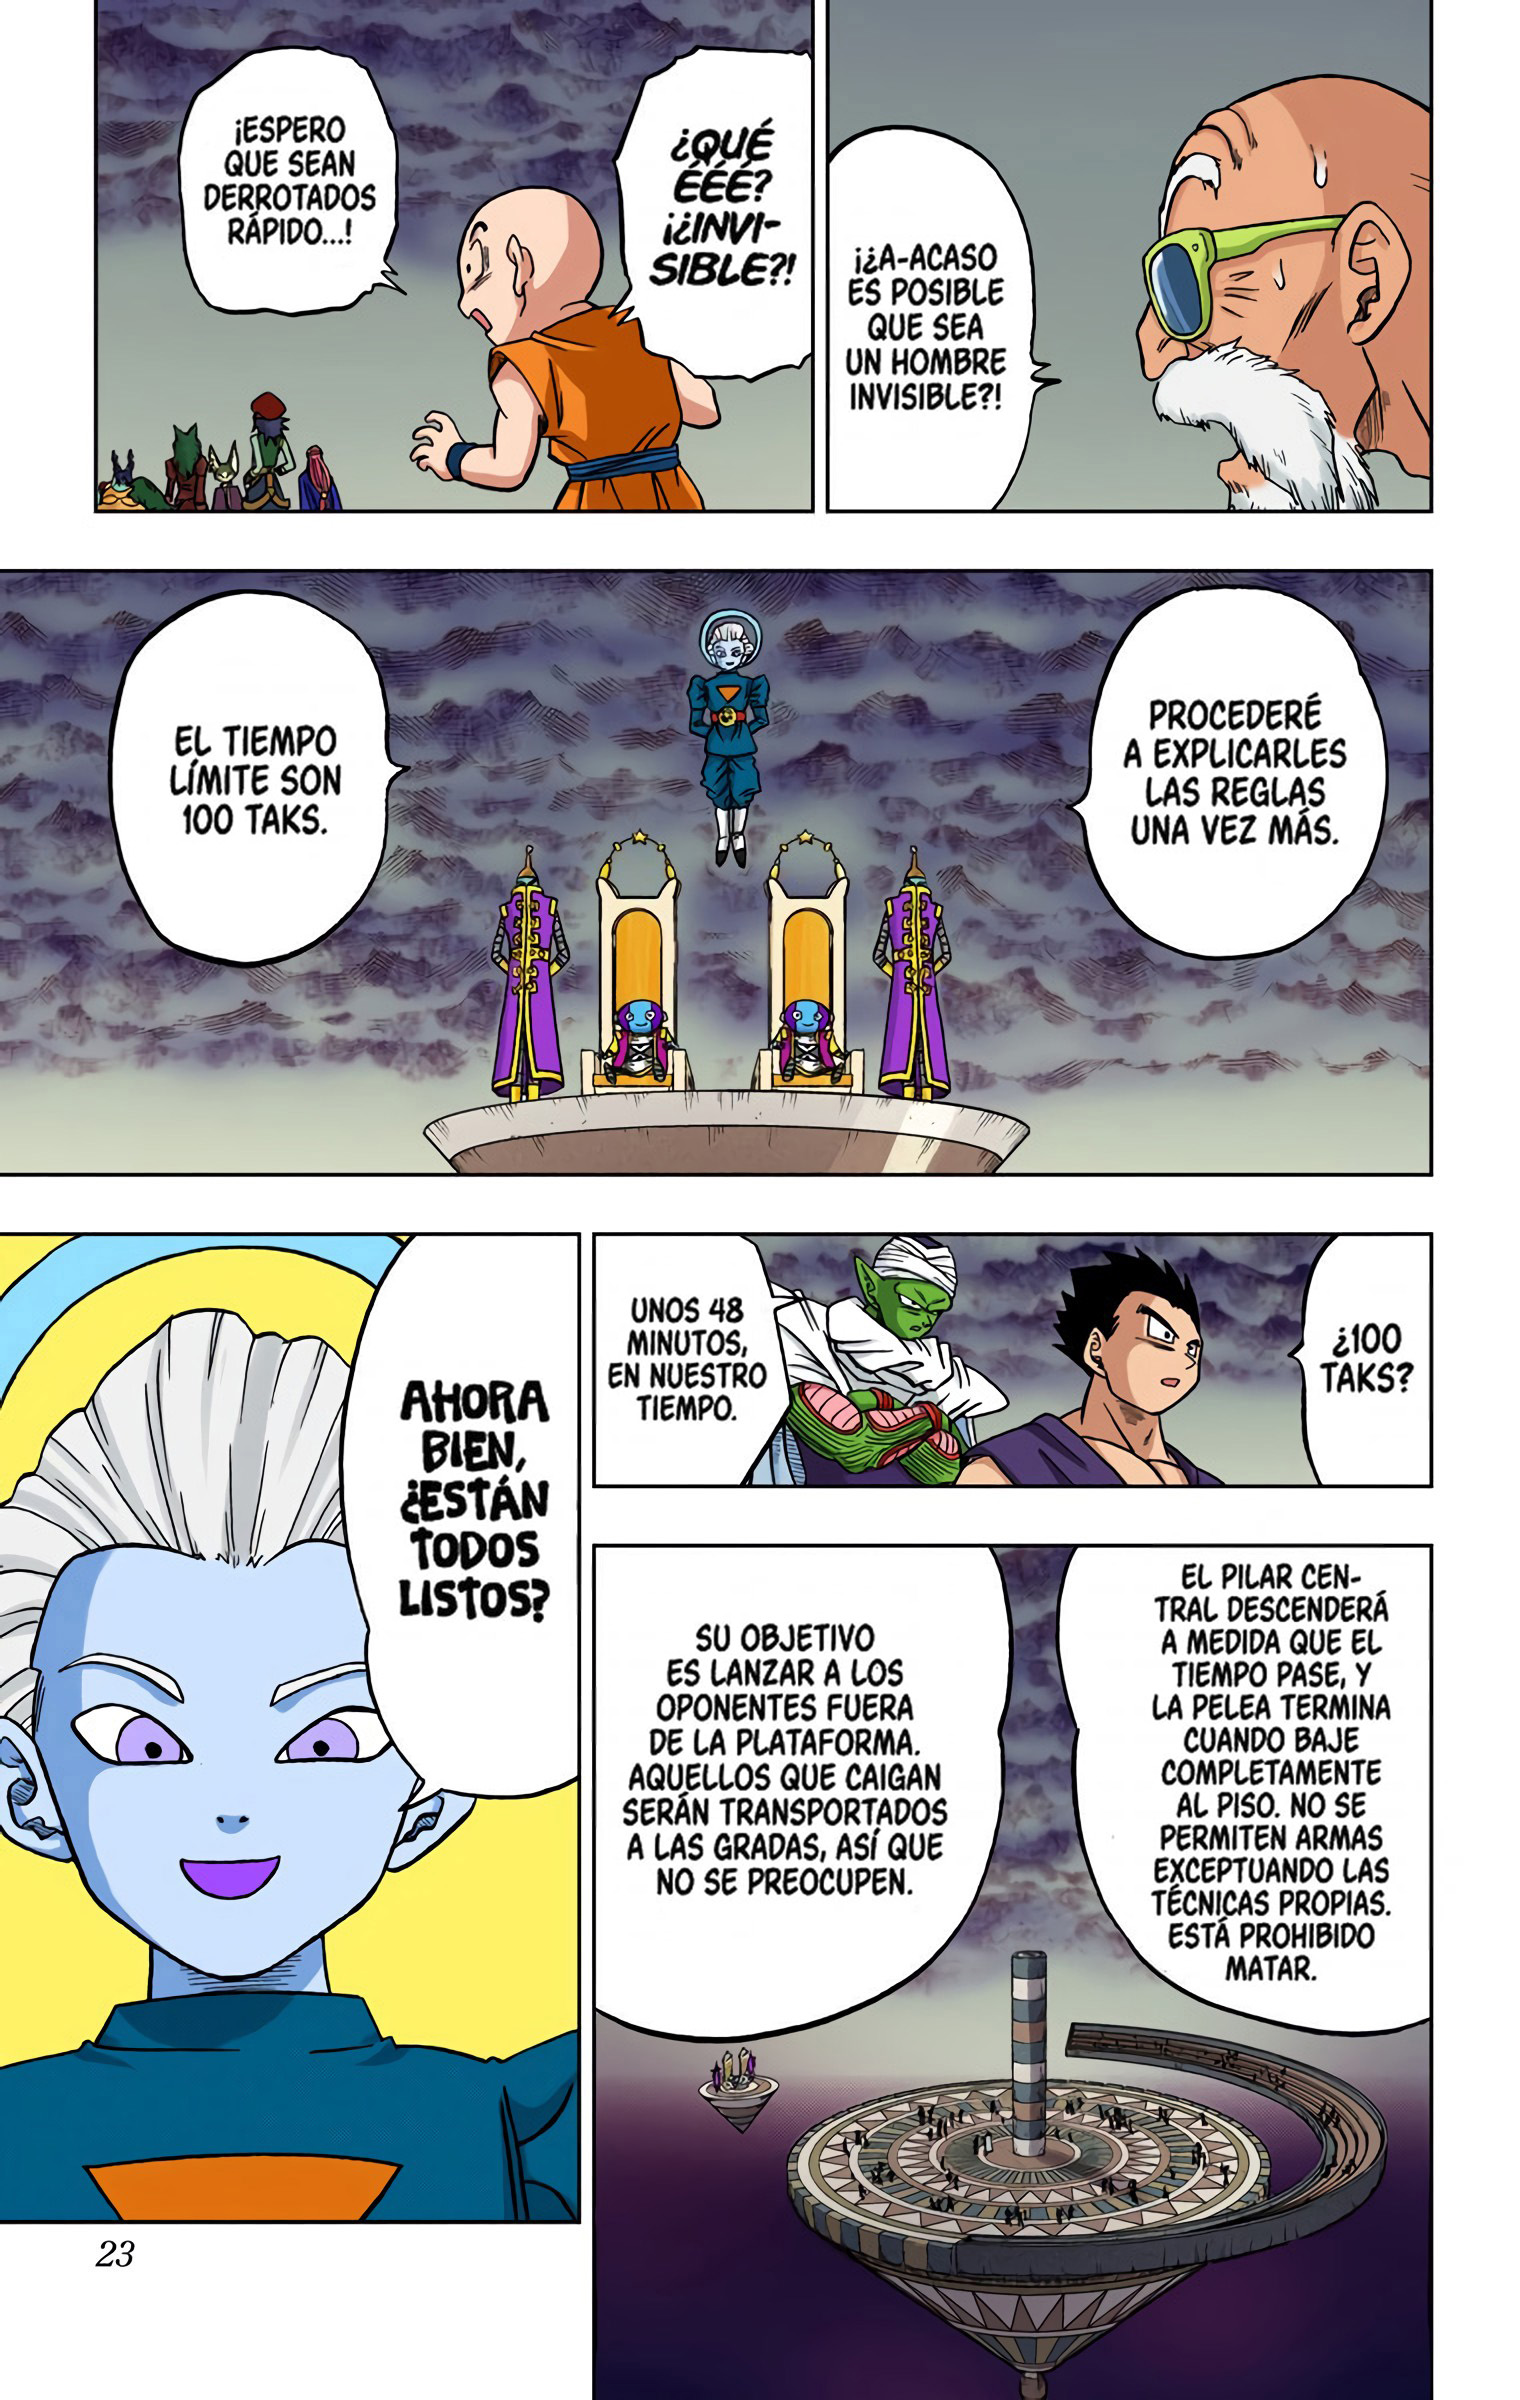 ¡¿A-ACASO
ES POSIBLE
QUE SEA
UN HOMBRE
INVISIBLE?!
¿QUÉ
ÉÉÉ?
¡¿INVI-
SIBLE?!
¡ESPERO
QUE SEAN
DERROTADOS
RÁPIDO...!
PROCEDERÉ
A EXPLICARLES
LAS REGLAS
UNA VEZ MÁS.
EL TIEMPO
LÍMITE SON
100 TAKS.
¿100
TAKS?
UNOS 48
MINUTOS,
EN NUESTRO
TIEMPO.
EL PILAR CEN-
TRAL DESCENDERÁ
A MEDIDA QUE EL
TIEMPO PASE, Y
LA PELEA TERMINA
CUANDO BAJE
COMPLETAMENTE
AL PISO. NO SE
PERMITEN ARMAS
EXCEPTUANDO LAS
TÉCNICAS PROPIAS.
ESTÁ PROHIBIDO
MATAR.
SU OBJETIVO
ES LANZAR A LOS
OPONENTES FUERA
DE LA PLATAFORMA.
AQUELLOS QUE CAIGAN
SERÁN TRANSPORTADOS
A LAS GRADAS, ASÍ QUE
NO SE PREOCUPEN.
AHORA
BIEN,
¿ESTÁN
TODOS
LISTOS?
23